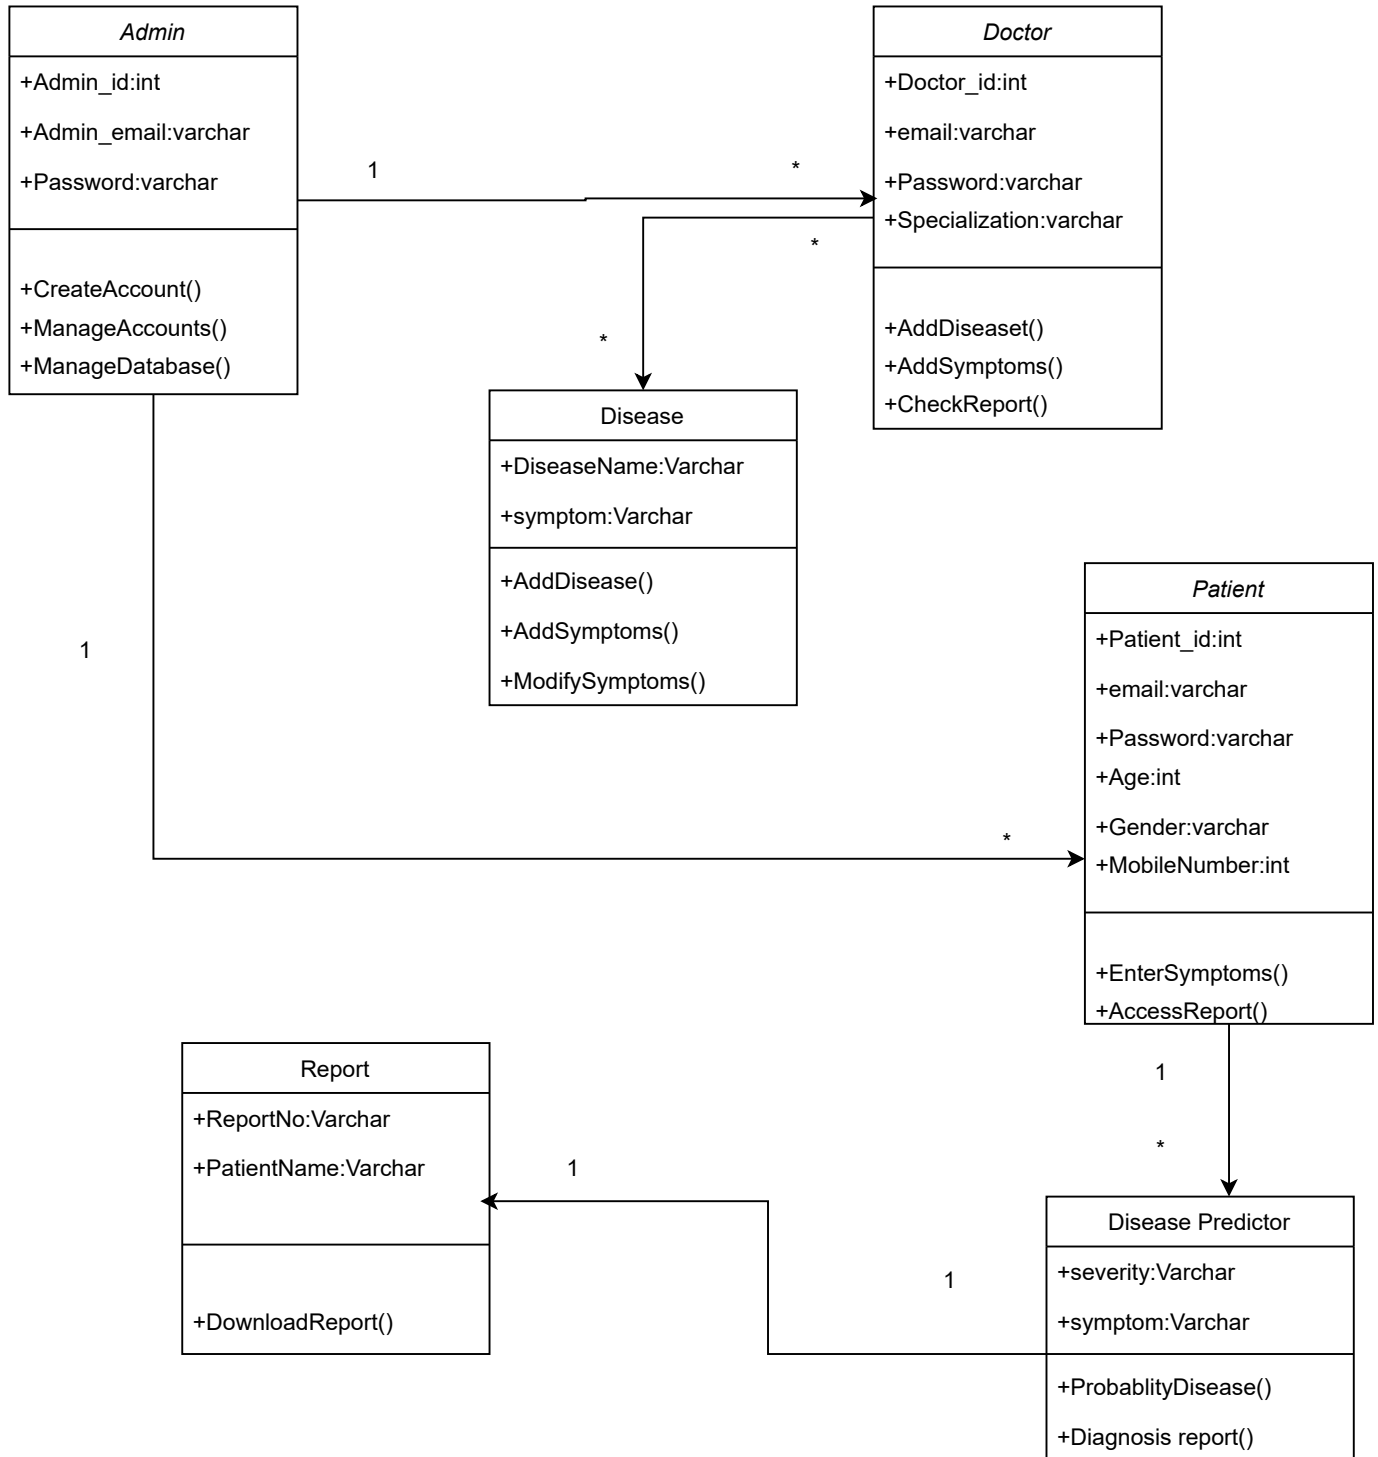 Admin
+Admin_id:int
+Admin_email:varchar
+Password:varchar
+CreateAccount()
+ManageAccounts()
+ManageDatabase()
1
*
Doctor
+Doctor_id:int
+email:varchar
+Password:varchar
+Specialization:varchar
+AddDiseaset()
+AddSymptoms()
+CheckReport()
*
*
Disease
+DiseaseName:Varchar
+symptom:Varchar
+AddDisease()
+AddSymptoms()
+ModifySymptoms()
1
*
Patient
+Patient_id:int
+email:varchar
+Password:varchar
+Age:int
+Gender:varchar
+MobileNumber:int
+EnterSymptoms()
+AccessReport()
1
*
Report
+ReportNo:Varchar
+PatientName:Varchar
+DownloadReport()
1
1
Disease Predictor
+severity:Varchar
+symptom:Varchar
+ProbablityDisease()
+Diagnosis report()